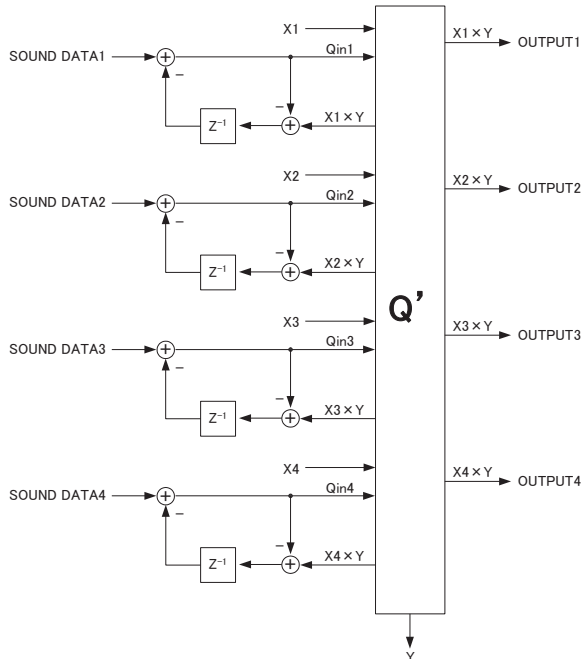 X1
X1×Y
OUTPUT1
SOUND DATA1
+
Qin1
−
−
Z⁻¹
+
X1×Y
X2
X2×Y
OUTPUT2
SOUND DATA2
+
Qin2
−
−
Z⁻¹
+
X2×Y
Q’
X3
X3×Y
OUTPUT3
SOUND DATA3
+
Qin3
−
−
Z⁻¹
+
X3×Y
X4
X4×Y
OUTPUT4
SOUND DATA4
+
Qin4
−
−
Z⁻¹
+
X4×Y
Y